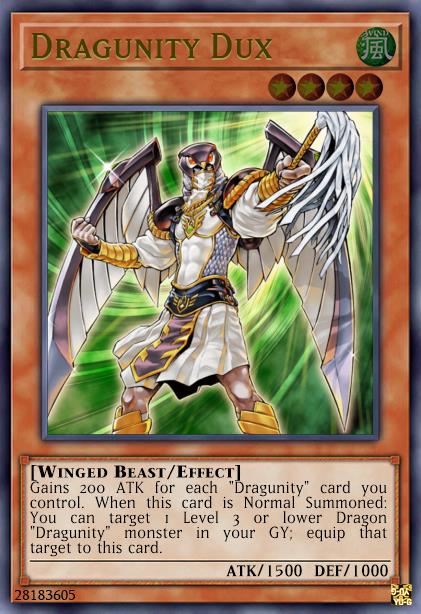 DRAGUNITY DUX
WIND
風
[WINGED BEAST/EFFECT]
Gains 200 ATK for each "Dragunity" card you
control. When this card is Normal Summoned:
You can target 1 Level 3 or lower Dragon
"Dragunity" monster in your GY; equip that
target to this card.
ATK/1500 DEF/1000
28183605